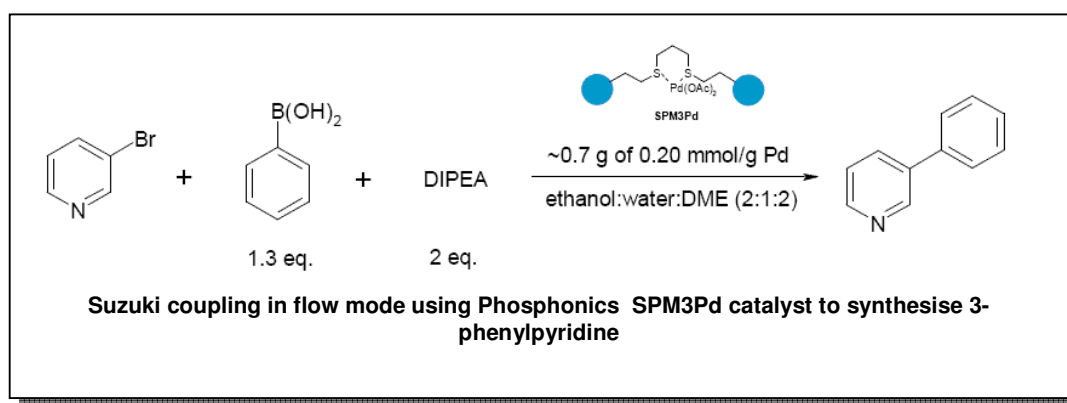 S
S
Pd(OAc)2
SPM3Pd
B(OH)2
Br
N
+
+
DIPEA
~0.7 g of 0.20 mmol/g Pd
ethanol:water:DME (2:1:2)
N
1.3 eq.
2 eq.
Suzuki coupling in flow mode using Phosphonics SPM3Pd catalyst to synthesise 3-
phenylpyridine